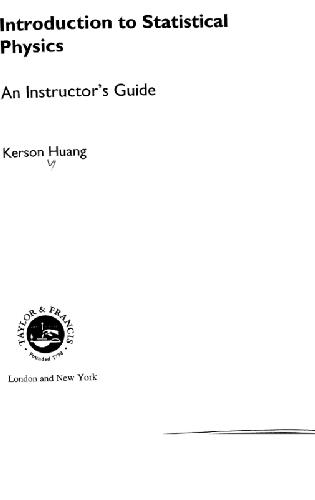 Introduction to Statistical
Physics
An Instructor's Guide
Kerson Huang
TAYLOR & FRANCIS
Founded 1798
London and New York